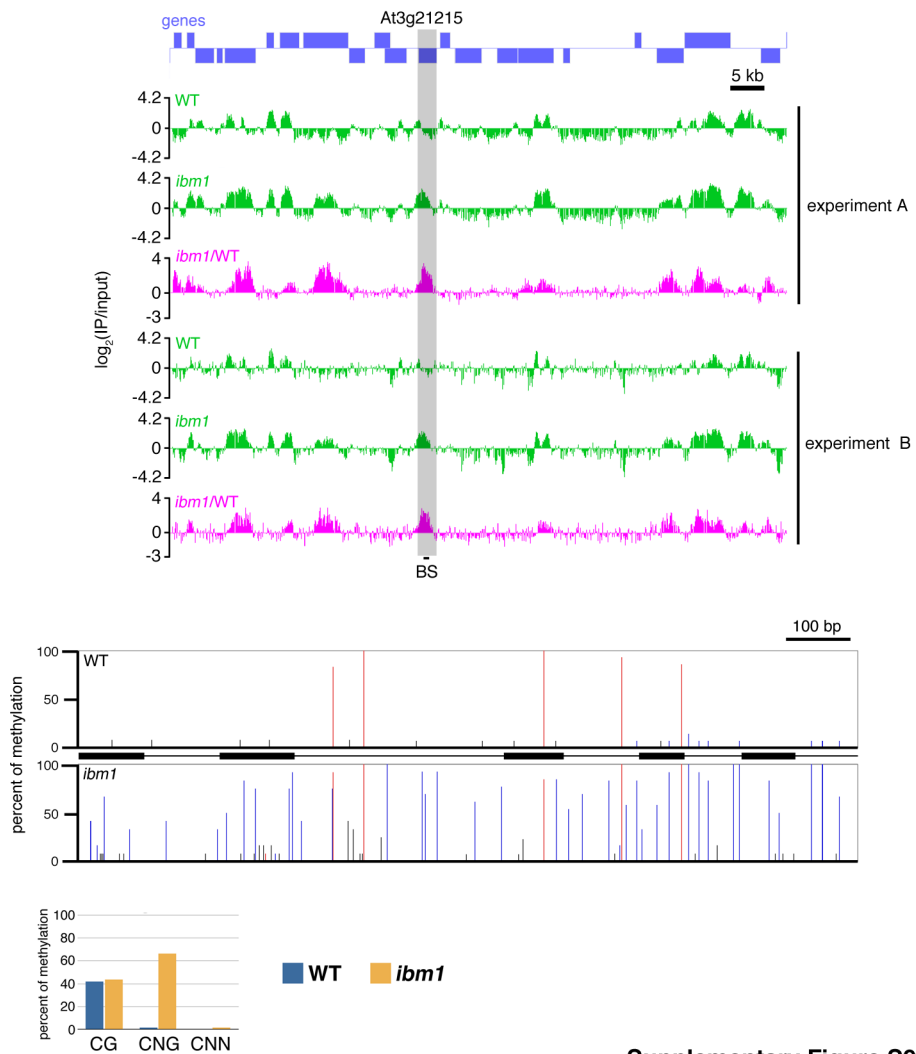 At3g21215
genes
5 kb
4.2
WT
0
-4.2
4.2
ibm1
0
-4.2
experiment A
4
ibm1/WT
0
-3
log2(IP/input)
4.2
WT
0
-4.2
4.2
ibm1
0
-4.2
experiment B
4
ibm1/WT
0
-3
BS
100 bp
percent of methylation
100
WT
50
0
100
ibm1
50
0
percent of methylation
100
80
60
40
20
0
CG CNG CNN
WT ibm1